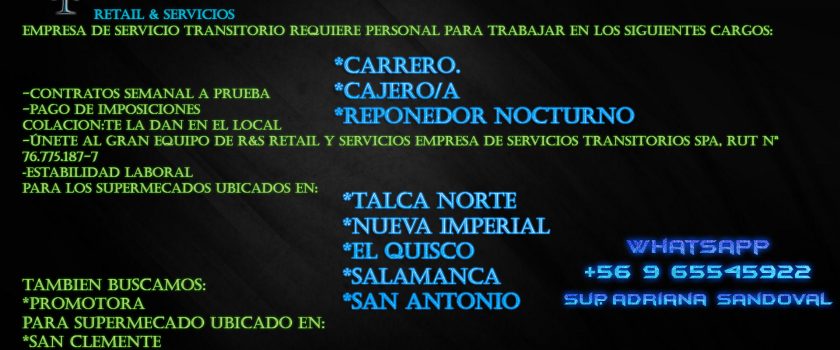 RETAIL & SERVICIOS
EMPRESA DE SERVICIO TRANSITORIO REQUIERE PERSONAL PARA TRABAJAR EN LOS SIGUIENTES CARGOS:
*CARRERO.
*CAJERO/A
*REPONEDOR NOCTURNO
-CONTRATOS SEMANAL A PRUEBA
-PAGO DE IMPOSICIONES
COLACION:TE LA DAN EN EL LOCAL
-ÚNETE AL GRAN EQUIPO DE R&S RETAIL Y SERVICIOS EMPRESA DE SERVICIOS TRANSITORIOS SPA, RUT Nª
76.775.187-7
-ESTABILIDAD LABORAL
PARA LOS SUPERMECADOS UBICADOS EN:
*TALCA NORTE
*NUEVA IMPERIAL
*EL QUISCO
*SALAMANCA
*SAN ANTONIO
WHATSAPP
+56 9 65545922
SUP. ADRIANA SANDOVAL
TAMBIEN BUSCAMOS:
*PROMOTORA
PARA SUPERMECADO UBICADO EN:
*SAN CLEMENTE